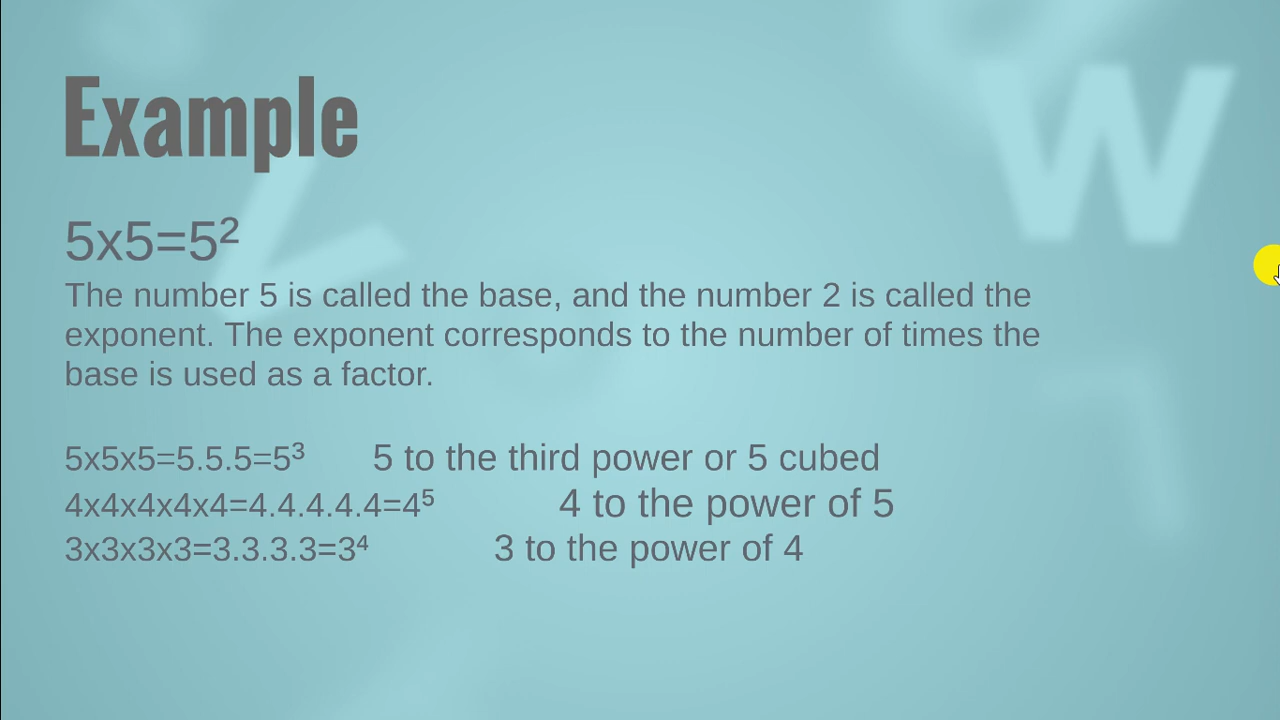 Example
5x5=5²
The number 5 is called the base, and the number 2 is called the
exponent. The exponent corresponds to the number of times the
base is used as a factor.
5x5x5=5.5.5=5³ 5 to the third power or 5 cubed
4x4x4x4x4=4.4.4.4.4=4⁵ 4 to the power of 5
3x3x3x3=3.3.3.3=3⁴ 3 to the power of 4